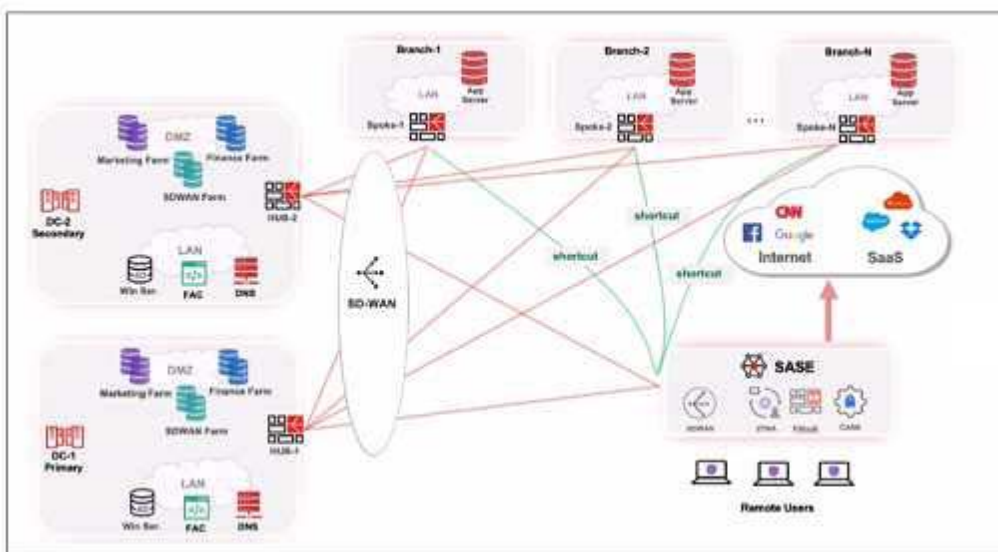 Branch-1
Branch-2
Branch-N
App
Server
App
Server
App
Server
LAN
LAN
LAN
Spoke-1
Spoke-2
...
Spoke-N
DMZ
Marketing Farm
Finance Farm
SDWAN Farm
DC-2
Secondary
HUB-2
LAN
Win Ser
FAC
DNS
SD-WAN
shortcut
shortcut
shortcut
CNN
Google
Internet
SaaS
DMZ
Marketing Farm
Finance Farm
SDWAN Farm
DC-1
Primary
HUB-1
LAN
Win Ser
FAC
DNS
SASE
SDWAN
ZTNA
CASB
Remote Users